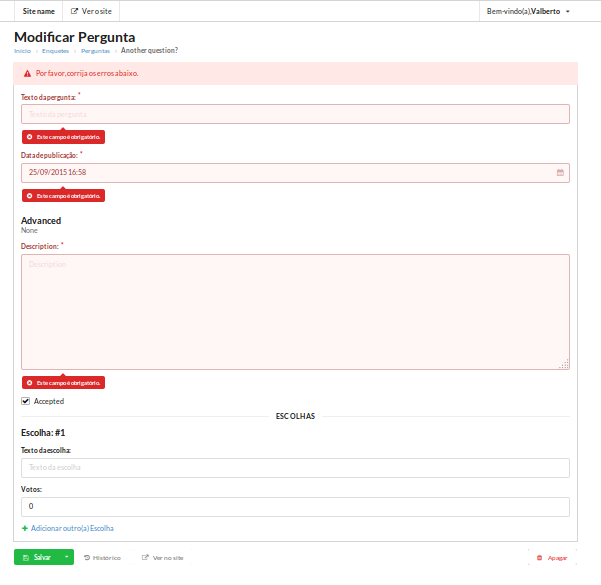 Site name Ver o site Bem-vindo(a), Valberto
Modificar Pergunta
Início Enquetes Perguntas Another question?
Por favor, corrija os erros abaixo.
Texto da pergunta: *
Texto da pergunta
Este campo é obrigatório.
Data de publicação: *
25/09/2015 16:58
Este campo é obrigatório.
Advanced
None
Description: *
Description
Este campo é obrigatório.
Accepted
ESCOLHAS
Escolha: #1
Texto da escolha:
Texto da escolha
Votos:
0
Adicionar outro(a) Escolha
Salvar Histórico Ver no site Apagar